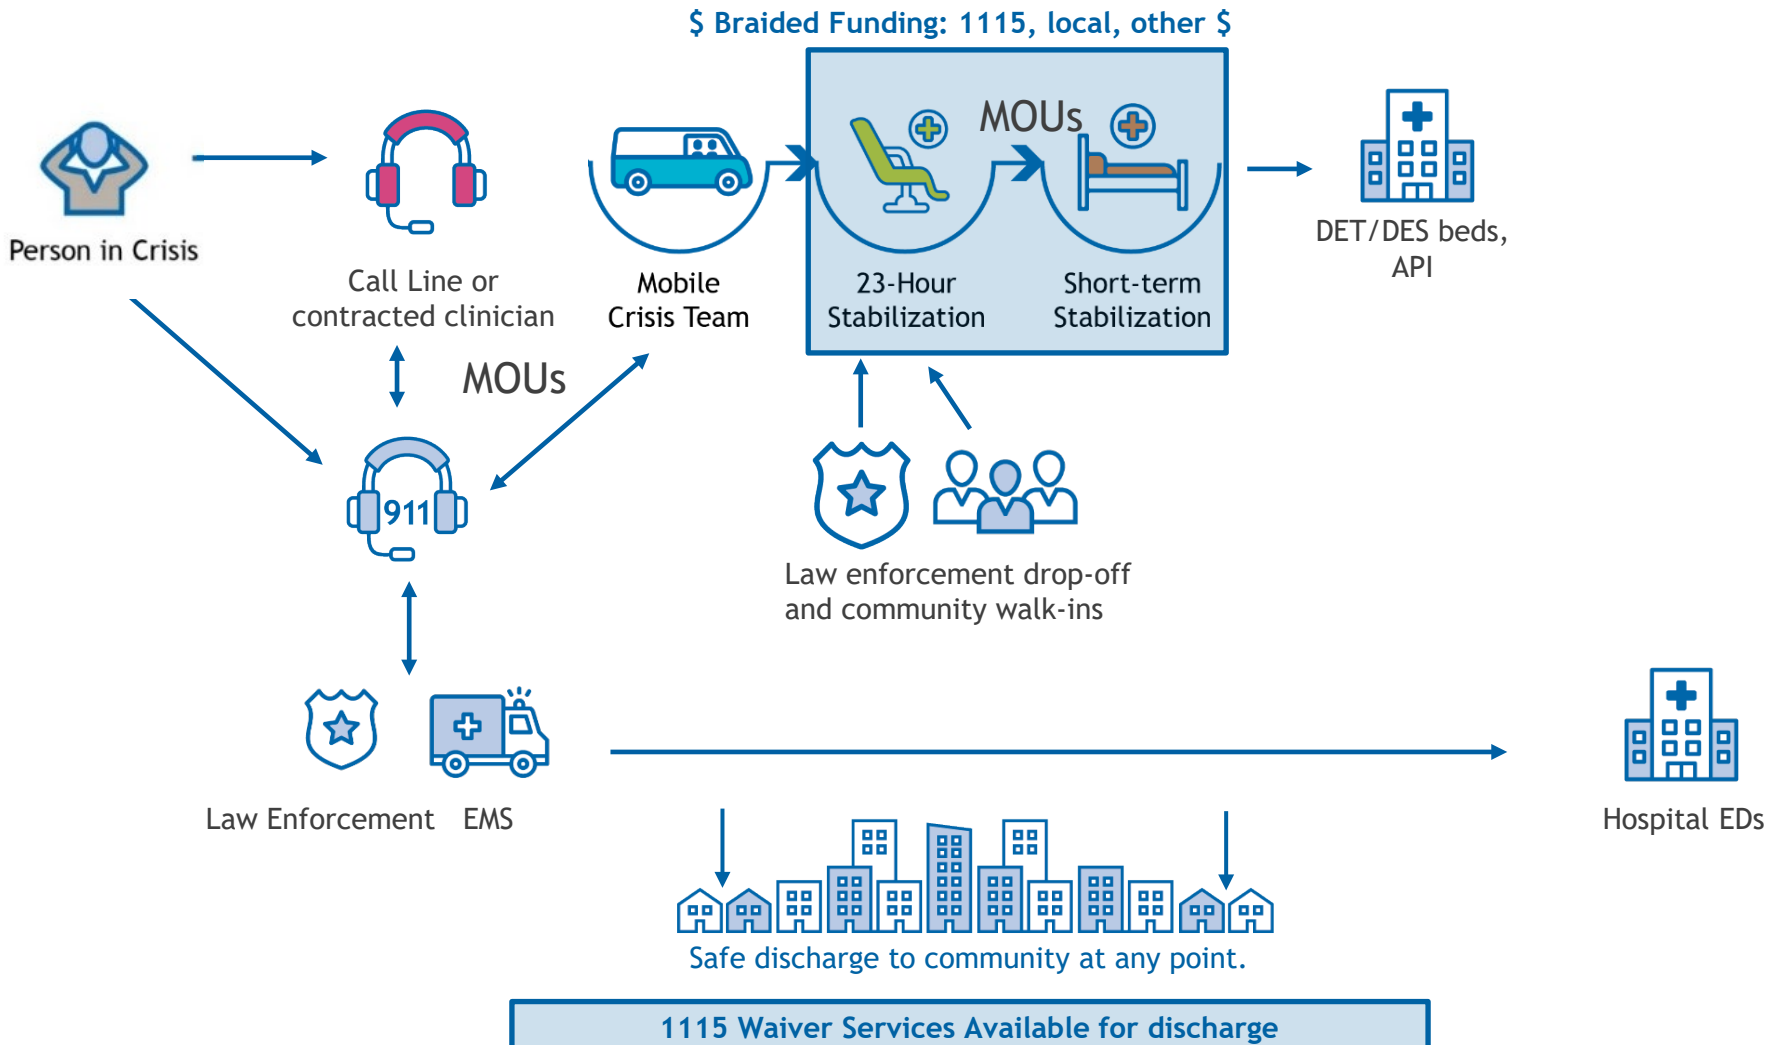 $ Braided Funding: 1115, local, other $
MOUs
Person in Crisis
Call Line or
contracted clinician
Mobile
Crisis Team
23-Hour
Stabilization
Short-term
Stabilization
DET/DES beds,
API
MOUs
911
Law enforcement drop-off
and community walk-ins
Law Enforcement
EMS
Hospital EDs
Safe discharge to community at any point.
1115 Waiver Services Available for discharge